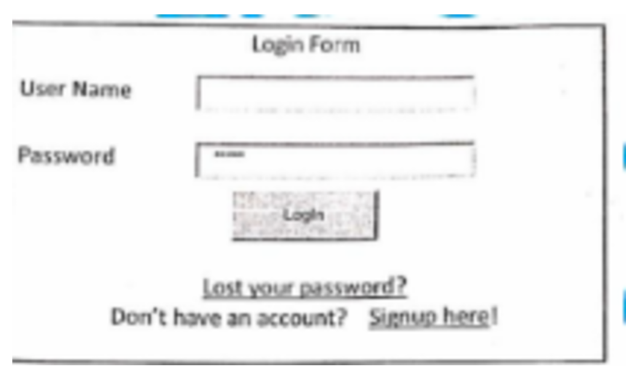 Login Form
User Name
Password
Login
Lost your password?
Don't have an account? Signup here!